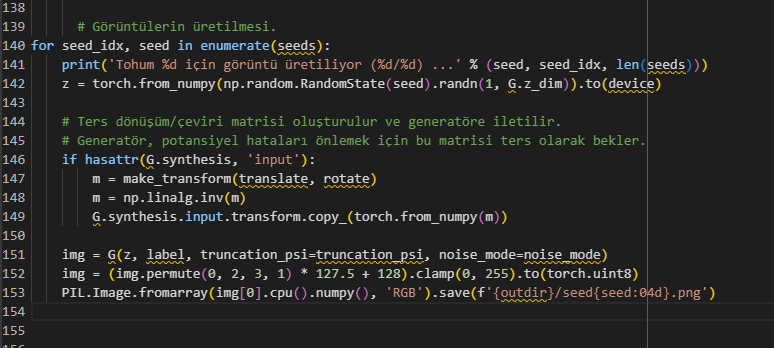 138
139 # Görüntülerin üretilmesi.
140 for seed_idx, seed in enumerate(seeds):
141 print('Tohum %d için görüntü üretiliyor (%d/%d) ...' % (seed, seed_idx, len(seeds)))
142 z = torch.from_numpy(np.random.RandomState(seed).randn(1, G.z_dim)).to(device)
143
144 # Ters dönüşüm/çeviri matrisi oluşturulur ve generatöre iletilir.
145 # Generatör, potansiyel hataları önlemek için bu matrisi ters olarak bekler.
146 if hasattr(G.synthesis, 'input'):
147 m = make_transform(translate, rotate)
148 m = np.linalg.inv(m)
149 G.synthesis.input.transform.copy_(torch.from_numpy(m))
150
151 img = G(z, label, truncation_psi=truncation_psi, noise_mode=noise_mode)
152 img = (img.permute(0, 2, 3, 1) * 127.5 + 128).clamp(0, 255).to(torch.uint8)
153 PIL.Image.fromarray(img[0].cpu().numpy(), 'RGB').save(f'{outdir}/seed{seed:04d}.png')
154
155